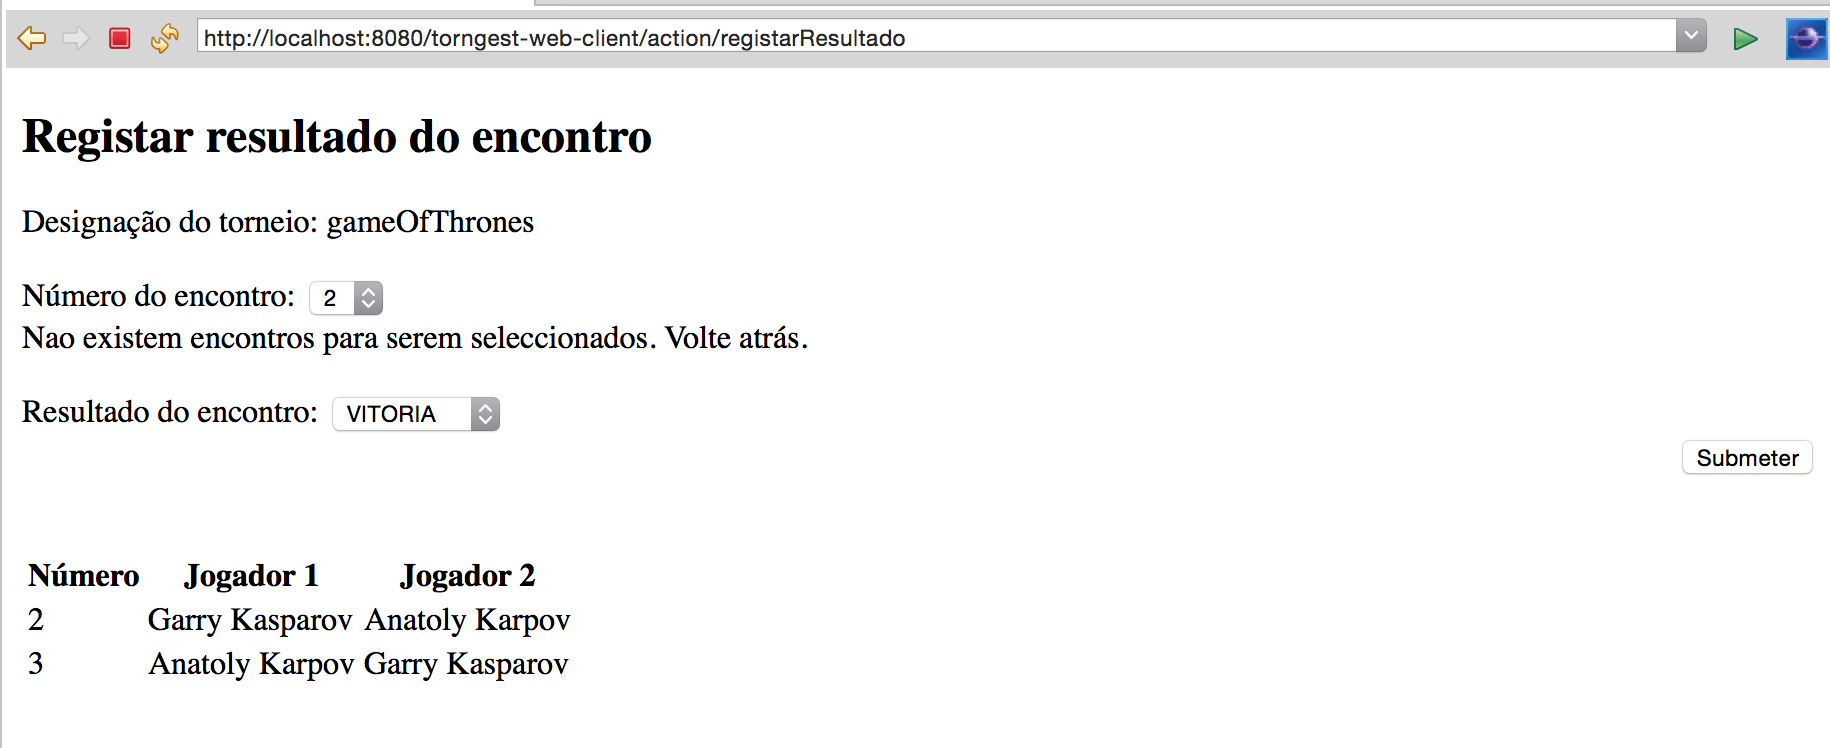 http://localhost:8080/torngest-web-client/action/registarResultado
Registar resultado do encontro
Designação do torneio: gameOfThrones
Número do encontro: 2
Nao existem encontros para serem seleccionados. Volte atrás.
Resultado do encontro: VITORIA
Submeter
Número Jogador 1 Jogador 2
2 Garry Kasparov Anatoly Karpov
3 Anatoly Karpov Garry Kasparov